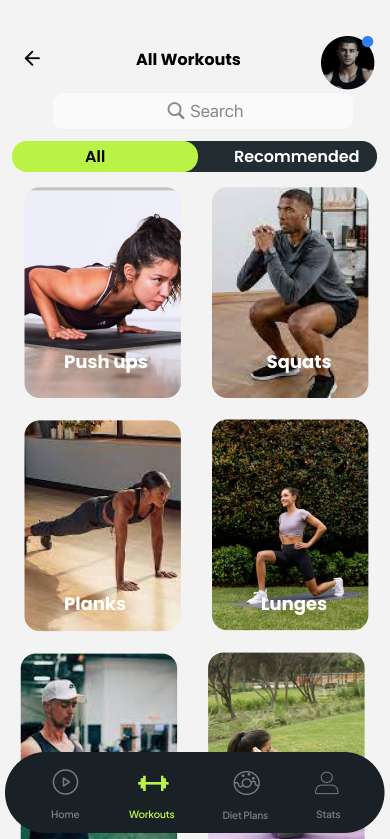 All Workouts
Search
All
Recommended
Push ups
Squats
Planks
Lunges
Home
Workouts
Diet Plans
Stats